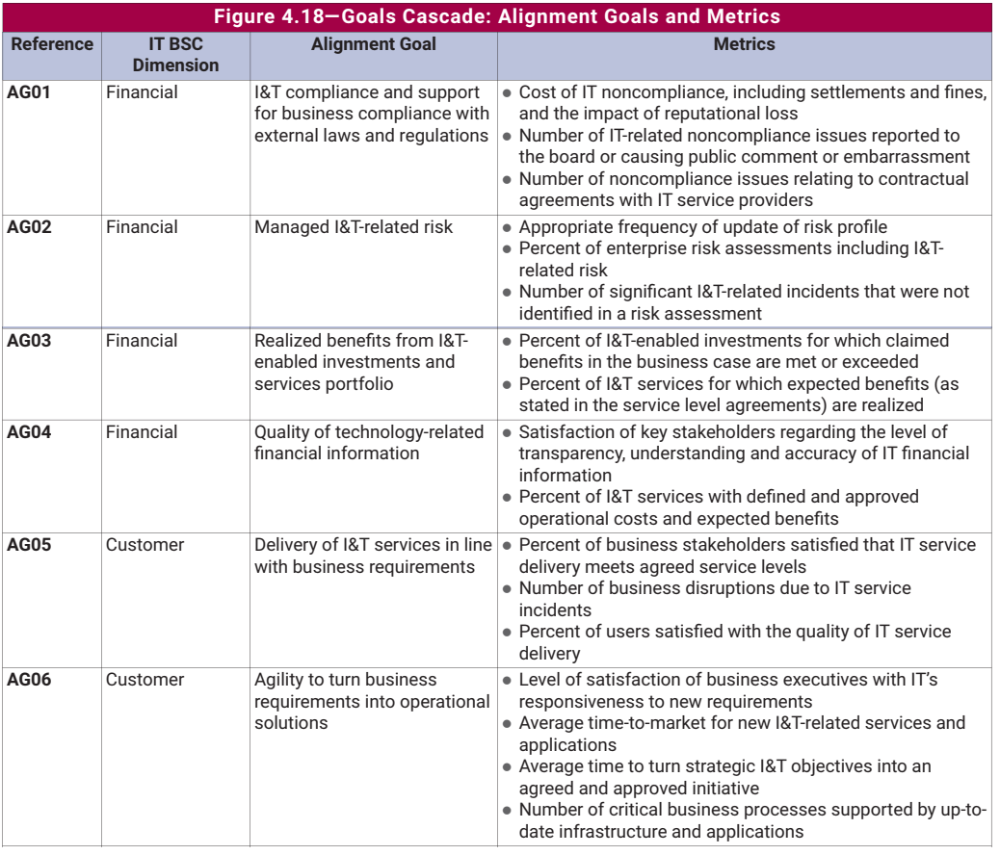 Figure 4.18—Goals Cascade: Alignment Goals and Metrics
Reference
IT BSC
Dimension
Alignment Goal
Metrics
AG01
Financial
I&T compliance and support
for business compliance with
external laws and regulations
● Cost of IT noncompliance, including settlements and fines,
and the impact of reputational loss
● Number of IT-related noncompliance issues reported to
the board or causing public comment or embarrassment
● Number of noncompliance issues relating to contractual
agreements with IT service providers
AG02
Financial
Managed I&T-related risk
● Appropriate frequency of update of risk profile
● Percent of enterprise risk assessments including I&T-
related risk
● Number of significant I&T-related incidents that were not
identified in a risk assessment
AG03
Financial
Realized benefits from I&T-
enabled investments and
services portfolio
● Percent of I&T-enabled investments for which claimed
benefits in the business case are met or exceeded
● Percent of I&T services for which expected benefits (as
stated in the service level agreements) are realized
AG04
Financial
Quality of technology-related
financial information
● Satisfaction of key stakeholders regarding the level of
transparency, understanding and accuracy of IT financial
information
● Percent of I&T services with defined and approved
operational costs and expected benefits
AG05
Customer
Delivery of I&T services in line
with business requirements
● Percent of business stakeholders satisfied that IT service
delivery meets agreed service levels
● Number of business disruptions due to IT service
incidents
● Percent of users satisfied with the quality of IT service
delivery
AG06
Customer
Agility to turn business
requirements into operational
solutions
● Level of satisfaction of business executives with IT’s
responsiveness to new requirements
● Average time-to-market for new I&T-related services and
applications
● Average time to turn strategic I&T objectives into an
agreed and approved initiative
● Number of critical business processes supported by up-to-
date infrastructure and applications